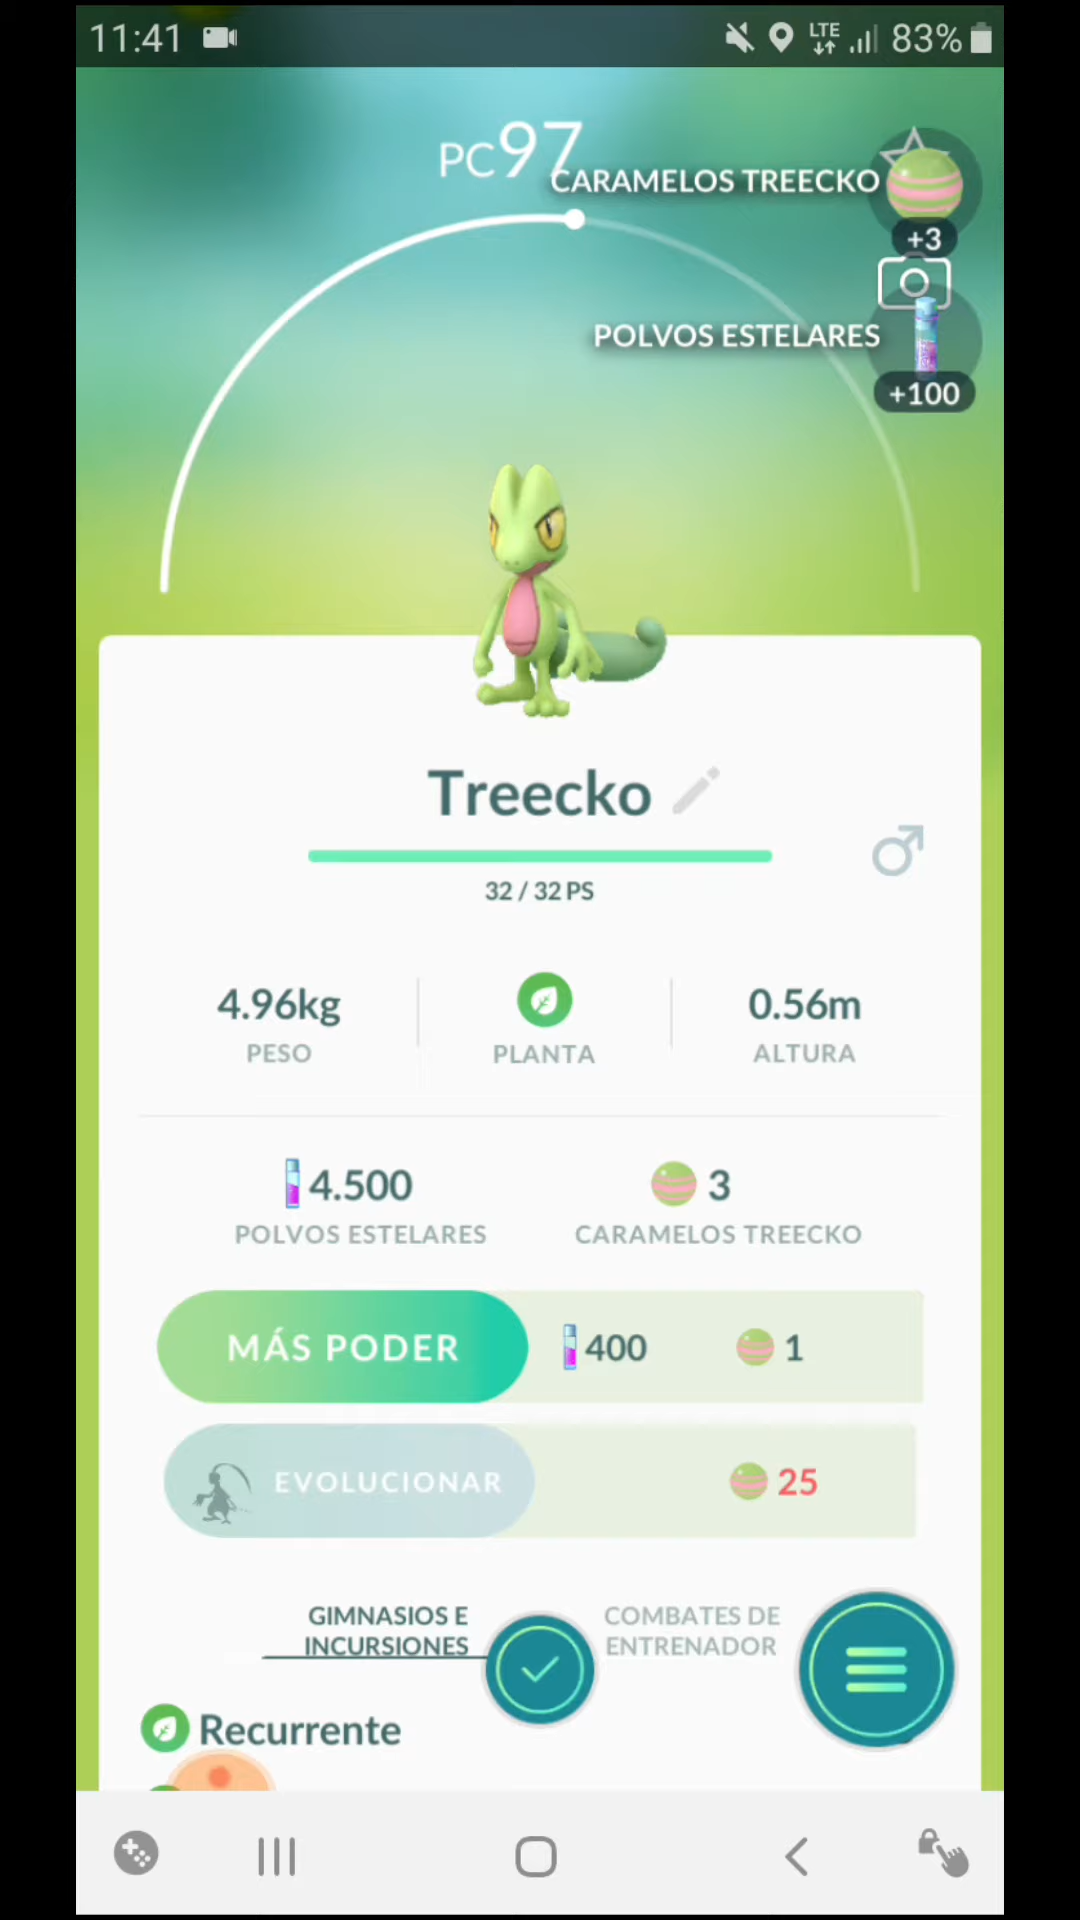 11:41
LTE
83%
PC97
CARAMELOS TREECKO
+3
POLVOS ESTELARES
+100
Treecko
32 / 32 PS
4.96kg
PESO
PLANTA
0.56m
ALTURA
4.500
POLVOS ESTELARES
3
CARAMELOS TREECKO
MÁS PODER
400
1
EVOLUCIONAR
25
GIMNASIOS E
INCURSIONES
COMBATES DE
ENTRENADOR
Recurrente